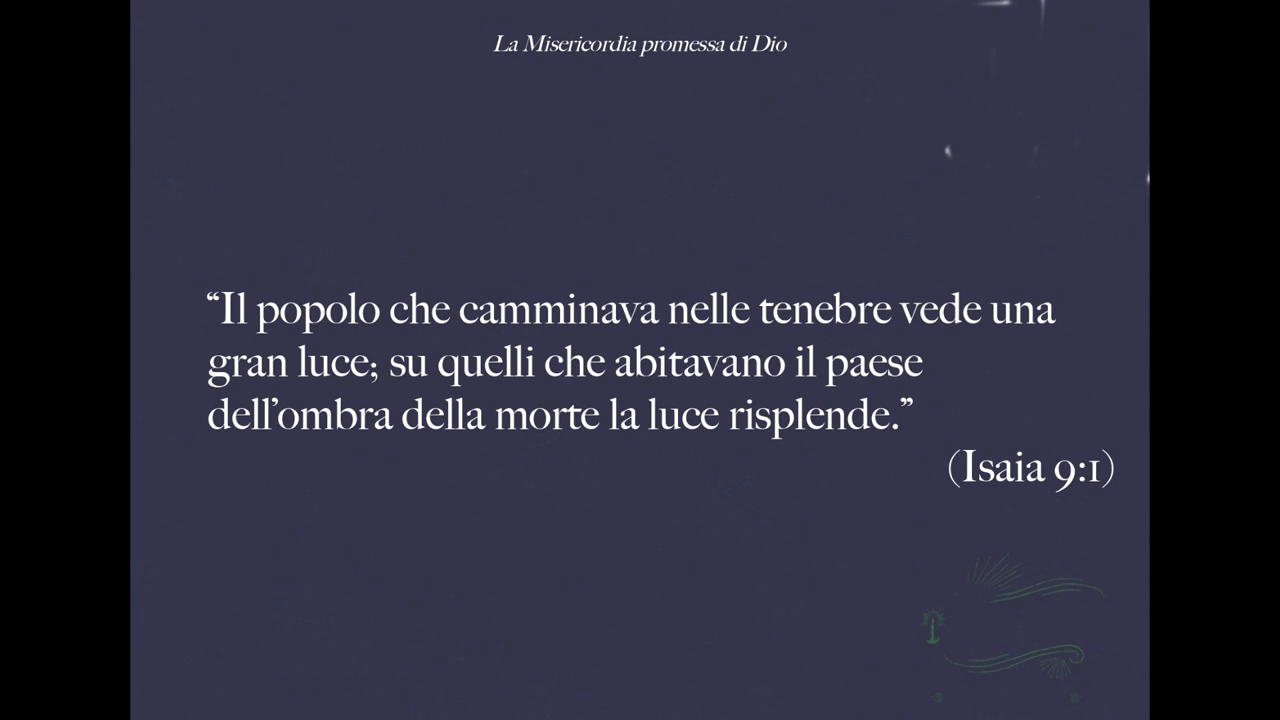 La Misericordia promessa di Dio
“Il popolo che camminava nelle tenebre vede una
gran luce; su quelli che abitavano il paese
dell’ombra della morte la luce risplende.”
(Isaia 9:1)